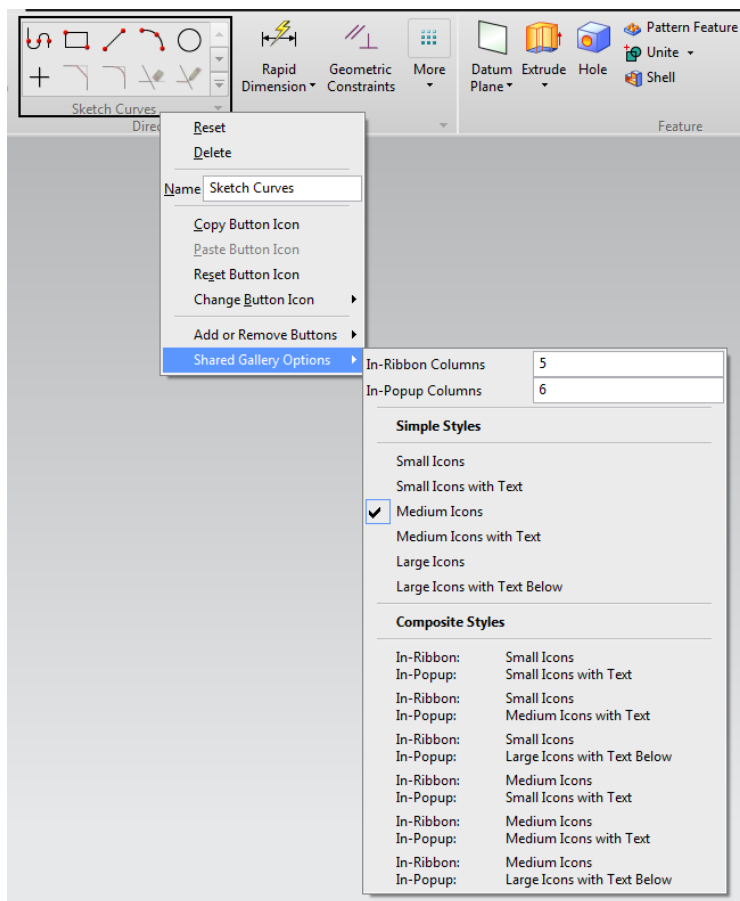 Rapid
Dimension
Geometric
Constraints
More
Datum
Plane
Extrude
Hole
Pattern Feature
Unite
Shell
Sketch Curves
Direc
Feature
Reset
Delete
Name Sketch Curves
Copy Button Icon
Paste Button Icon
Reset Button Icon
Change Button Icon
Add or Remove Buttons
Shared Gallery Options
In-Ribbon Columns 5
In-Popup Columns 6
Simple Styles
Small Icons
Small Icons with Text
Medium Icons
Medium Icons with Text
Large Icons
Large Icons with Text Below
Composite Styles
In-Ribbon: Small Icons
In-Popup: Small Icons with Text
In-Ribbon: Small Icons
In-Popup: Medium Icons with Text
In-Ribbon: Small Icons
In-Popup: Large Icons with Text Below
In-Ribbon: Medium Icons
In-Popup: Small Icons with Text
In-Ribbon: Medium Icons
In-Popup: Medium Icons with Text
In-Ribbon: Medium Icons
In-Popup: Large Icons with Text Below